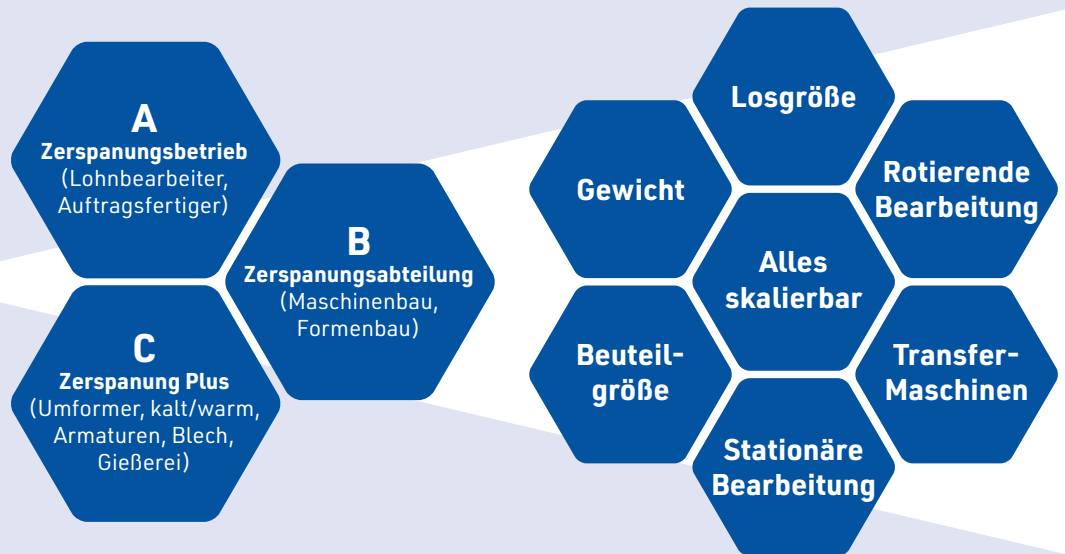 A
Zerspanungsbetrieb
(Lohnbearbeiter,
Auftragsfertiger)
B
Zerspanungsabteilung
(Maschinenbau,
Formenbau)
C
Zerspanung Plus
(Umformer, kalt/warm,
Armaturen, Blech,
Gießerei)
Losgröße
Gewicht
Rotierende
Bearbeitung
Alles
skalierbar
Beuteil-
größe
Transfer-
Maschinen
Stationäre
Bearbeitung